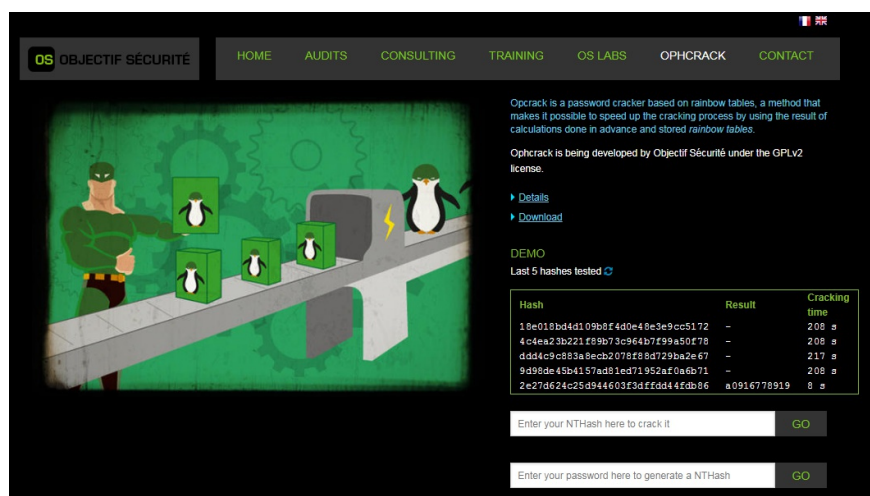 OS OBJECTIF SÉCURITÉ
HOME AUDITS CONSULTING TRAINING OS LABS OPHCRACK CONTACT
Opcrack is a password cracker based on rainbow tables, a method that
makes it possible to speed up the cracking process by using the result of
calculations done in advance and stored rainbow tables.
Ophcrack is being developed by Objectif Sécurité under the GPLv2
license.
Details
Download
DEMO
Last 5 hashes tested
Hash Result Cracking
time
18e018bd4d109b8f4d0e48e3e9cc5172 – 208 s
4c4ea23b221f89b73c964b7f99a50f78 – 208 s
ddd4c9c883a8ecb2078f88d729ba2e67 – 217 s
9d98de45b4157ad81ed71952af0a6b71 – 208 s
2e27d624c25d944603f3dffdd44fdb86 a0916778919 8 s
Enter your NTHash here to crack it GO
Enter your password here to generate a NTHash GO